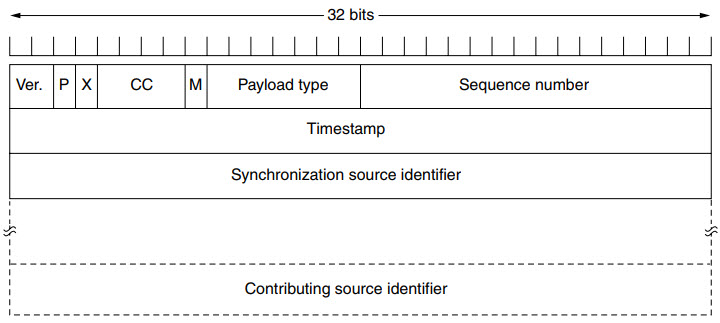 32 bits
Ver. P X CC M Payload type Sequence number
Timestamp
Synchronization source identifier
Contributing source identifier